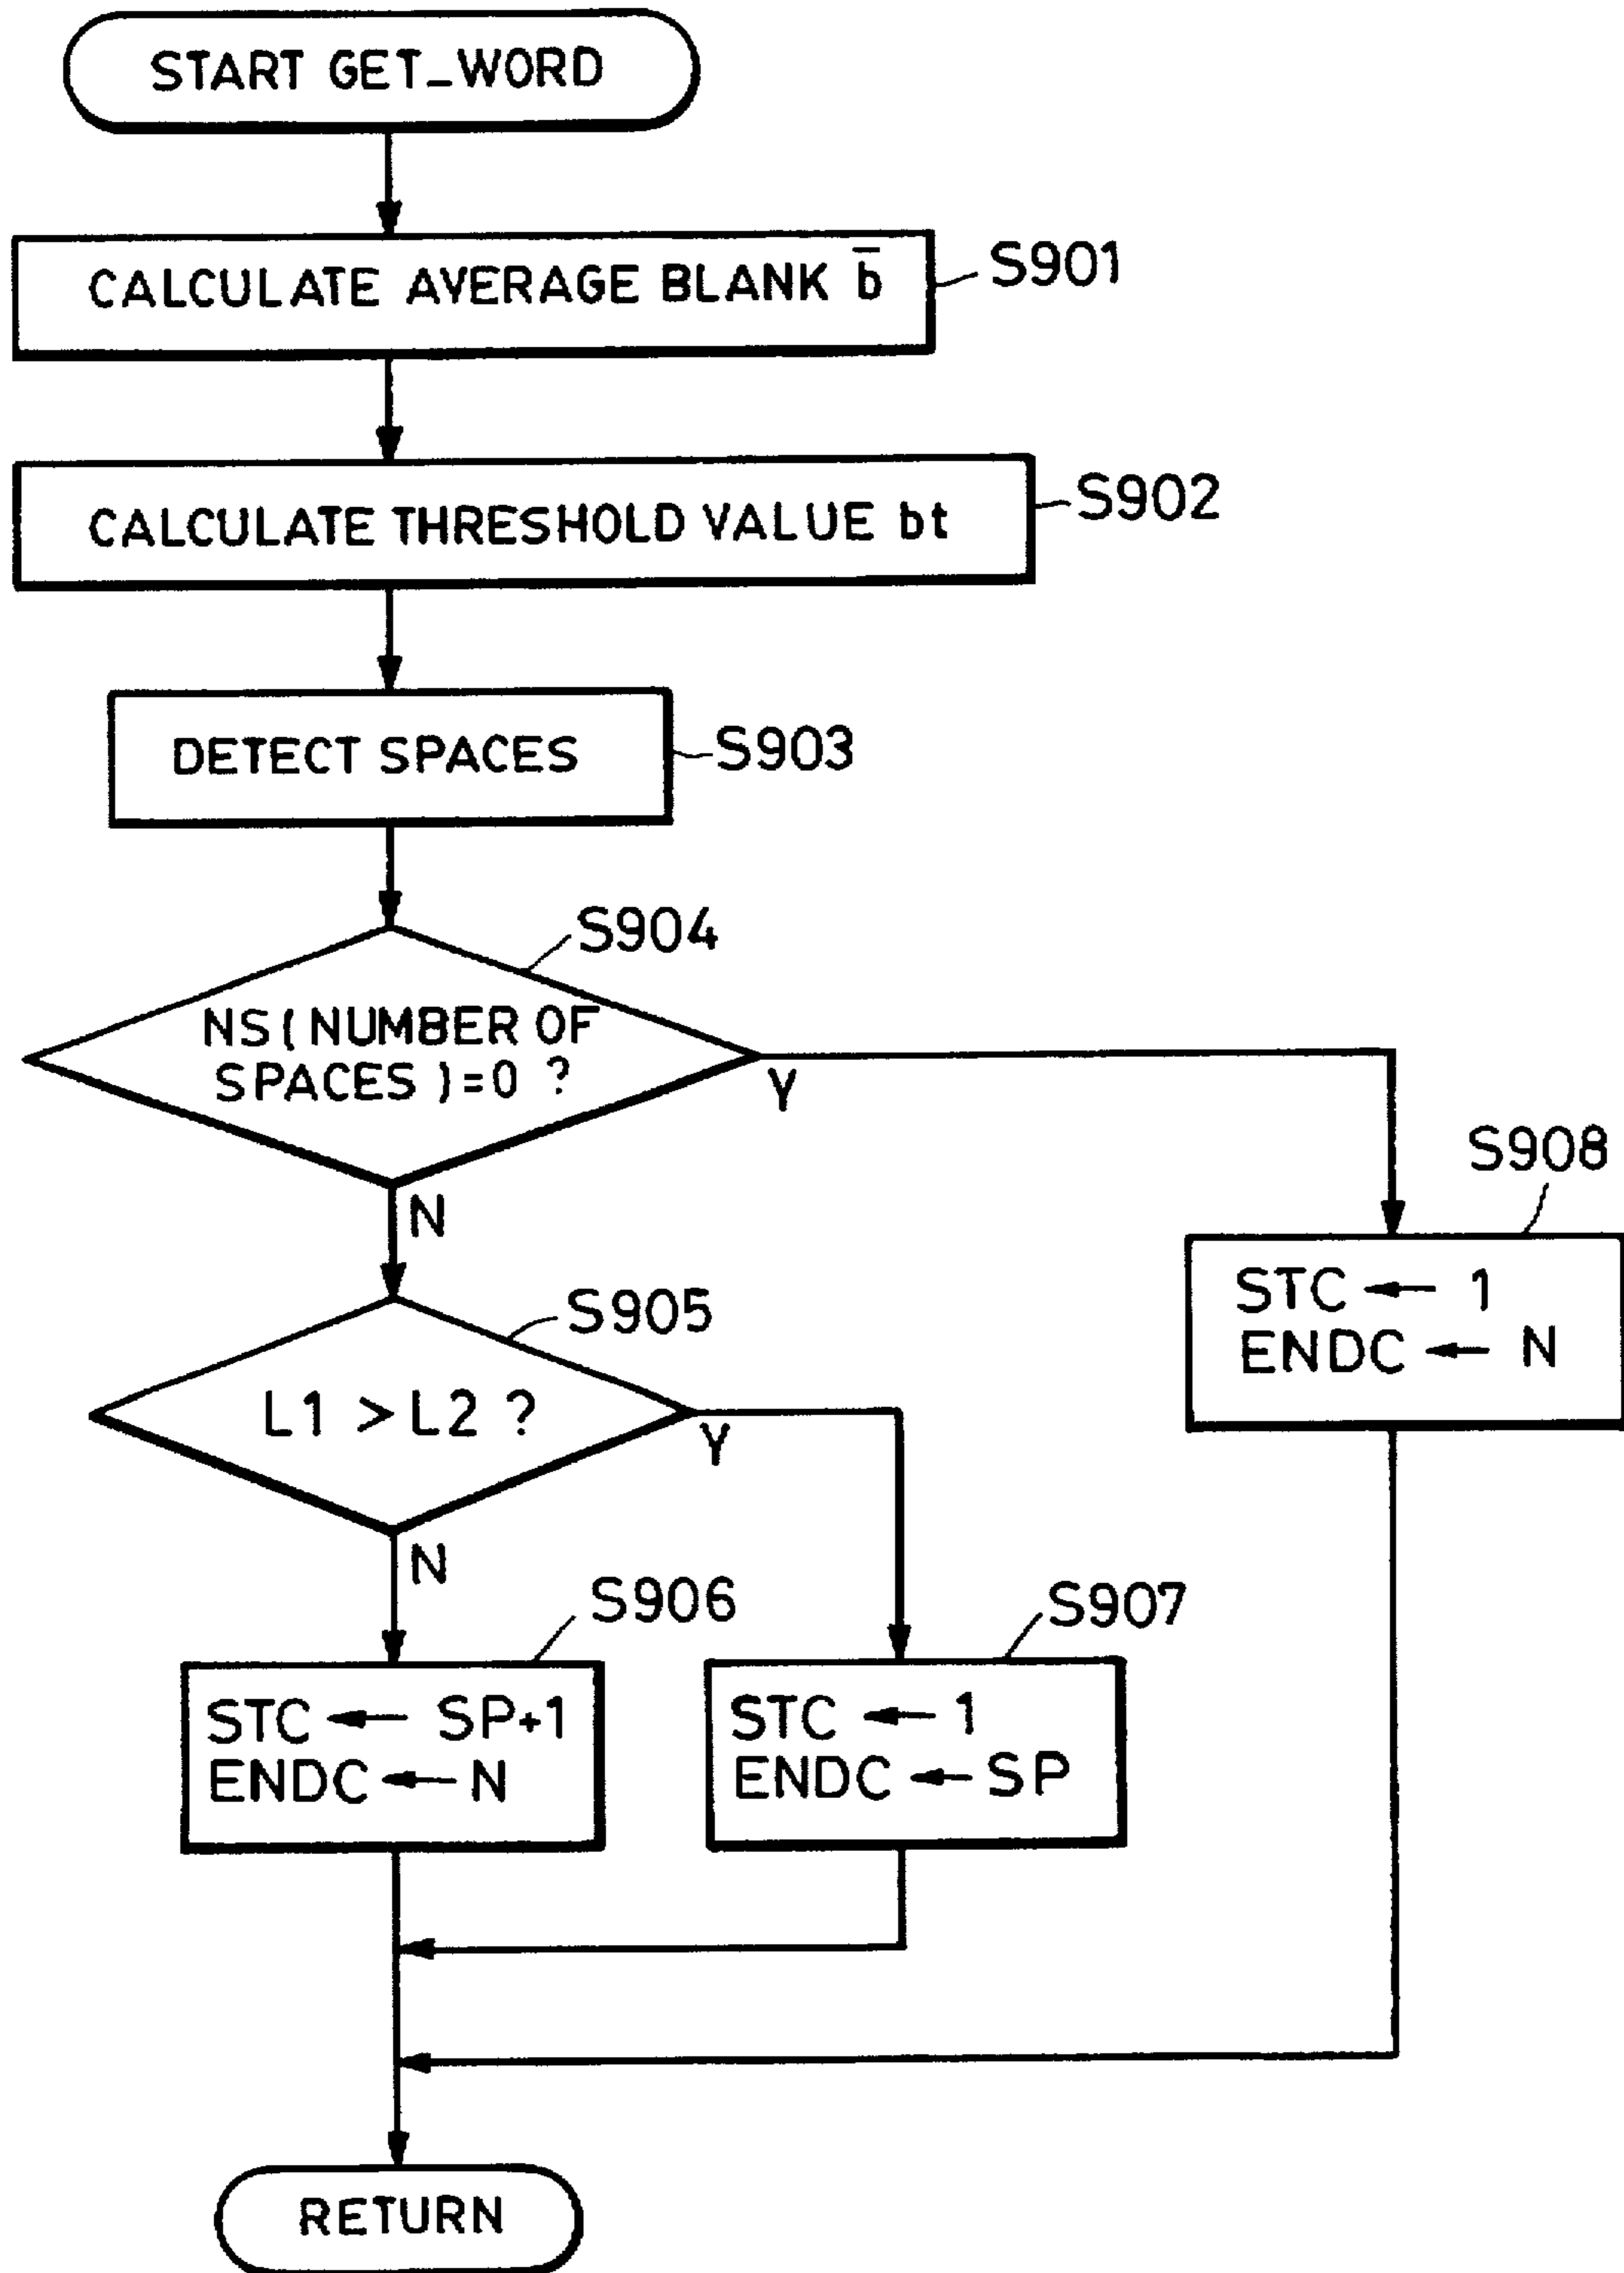 START GET_WORD
CALCULATE AVERAGE BLANK b̄
S901
CALCULATE THRESHOLD VALUE bt
S902
DETECT SPACES
S903
S904
NS (NUMBER OF
SPACES) = 0 ?
Y
N
S908
STC ← 1
ENDC ← N
S905
L1 > L2 ?
Y
N
S906
STC ← SP+1
ENDC ← N
S907
STC ← 1
ENDC ← SP
RETURN